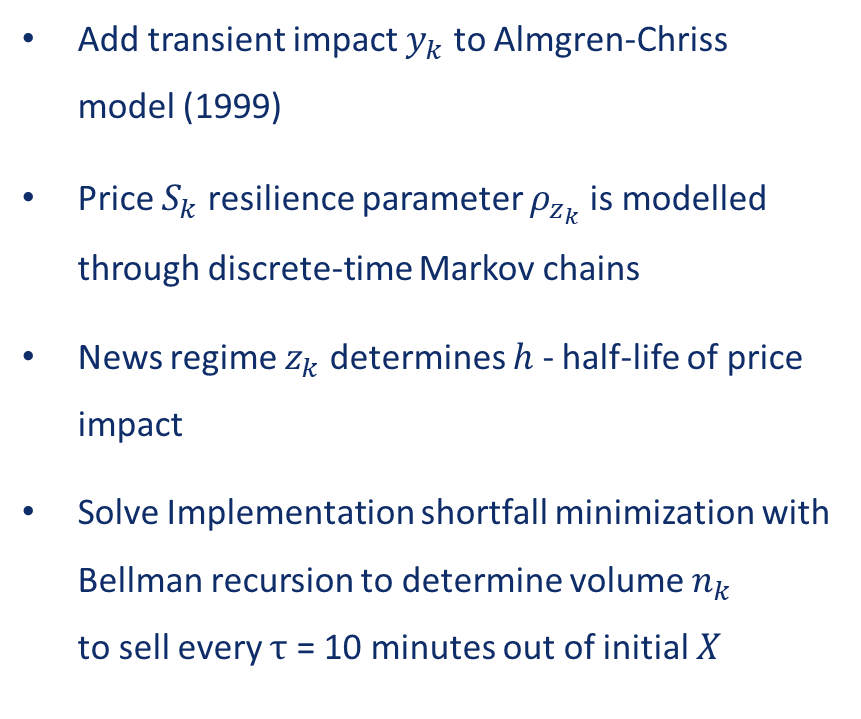 • Add transient impact y_k to Almgren-Chriss
model (1999)
• Price S_k resilience parameter ρ_{z_k} is modelled
through discrete-time Markov chains
• News regime z_k determines h - half-life of price
impact
• Solve Implementation shortfall minimization with
Bellman recursion to determine volume n_k
to sell every τ = 10 minutes out of initial X